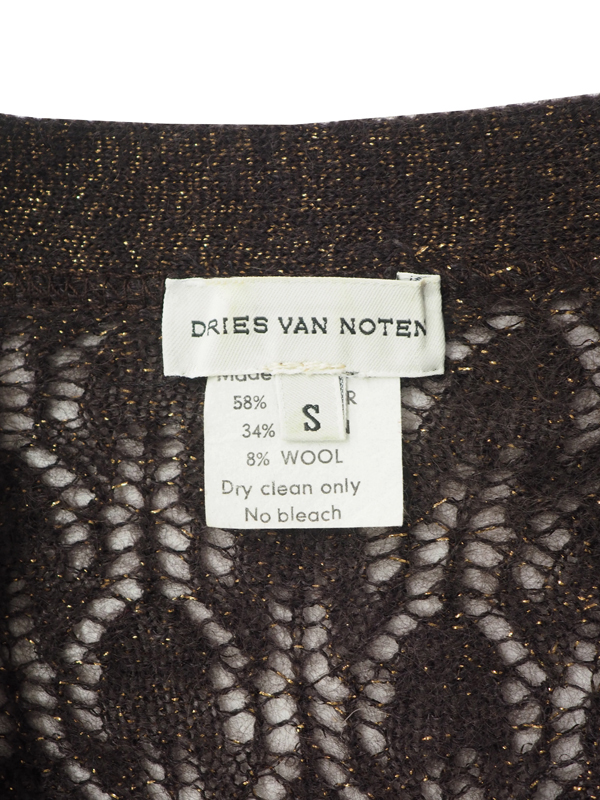 DRIES VAN NOTEN
Made
58%
S
34%
8% WOOL
Dry clean only
No bleach